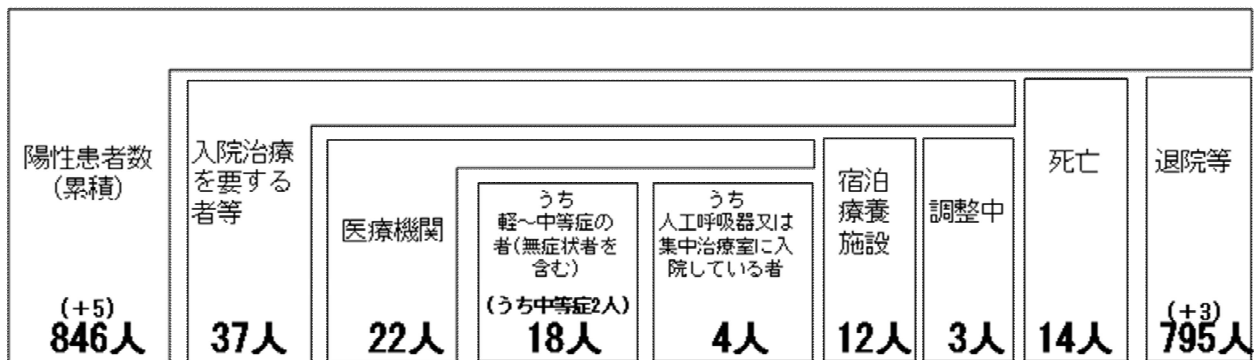 陽性患者数
(累積)
(+5)
846人
入院治療
を要する
者等
37人
医療機関
22人
うち
軽～中等症の
者(無症状者を
含む)
(うち中等症2人)
18人
うち
人工呼吸器又は
集中治療室に入
院している者
4人
宿泊
療養
施設
12人
調整中
3人
死亡
14人
退院等
(+3)
795人